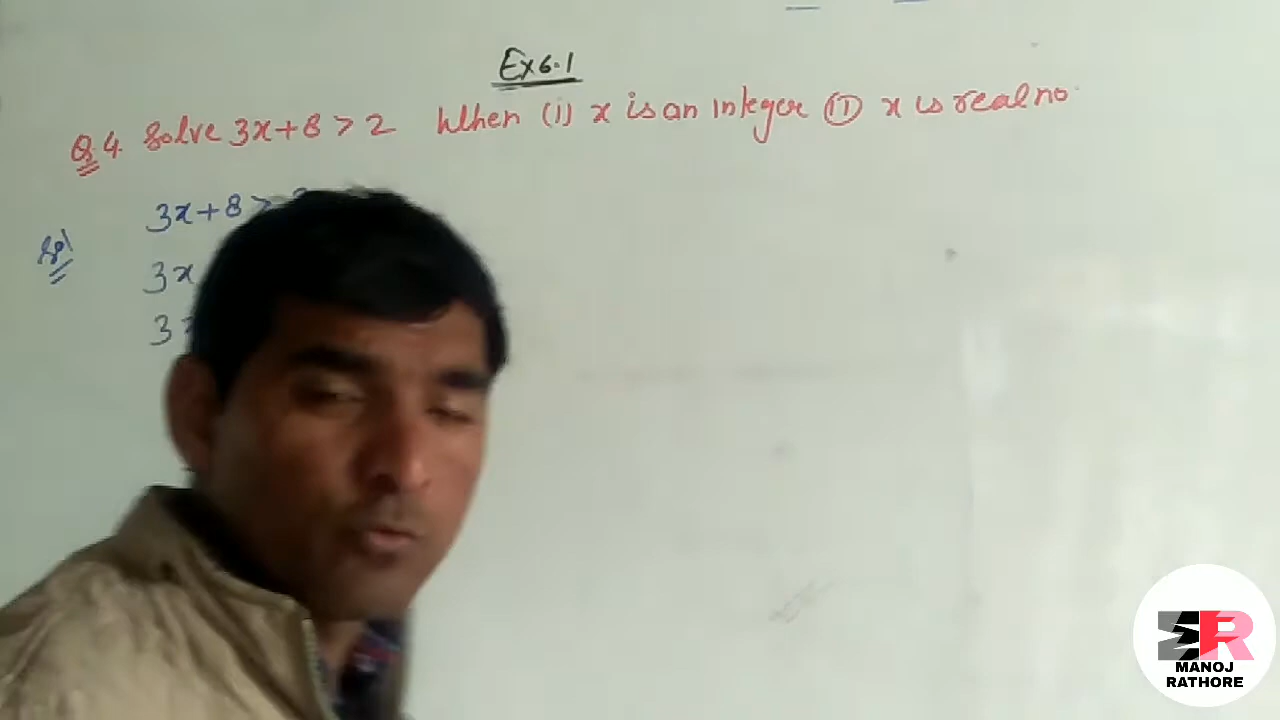 Ex 6.1
Q.4. Solve 3x+8 > 2 When (i) x is an integer (ii) x is real no.
3x+8 >
Sol
3x
3
MANOJ
RATHORE